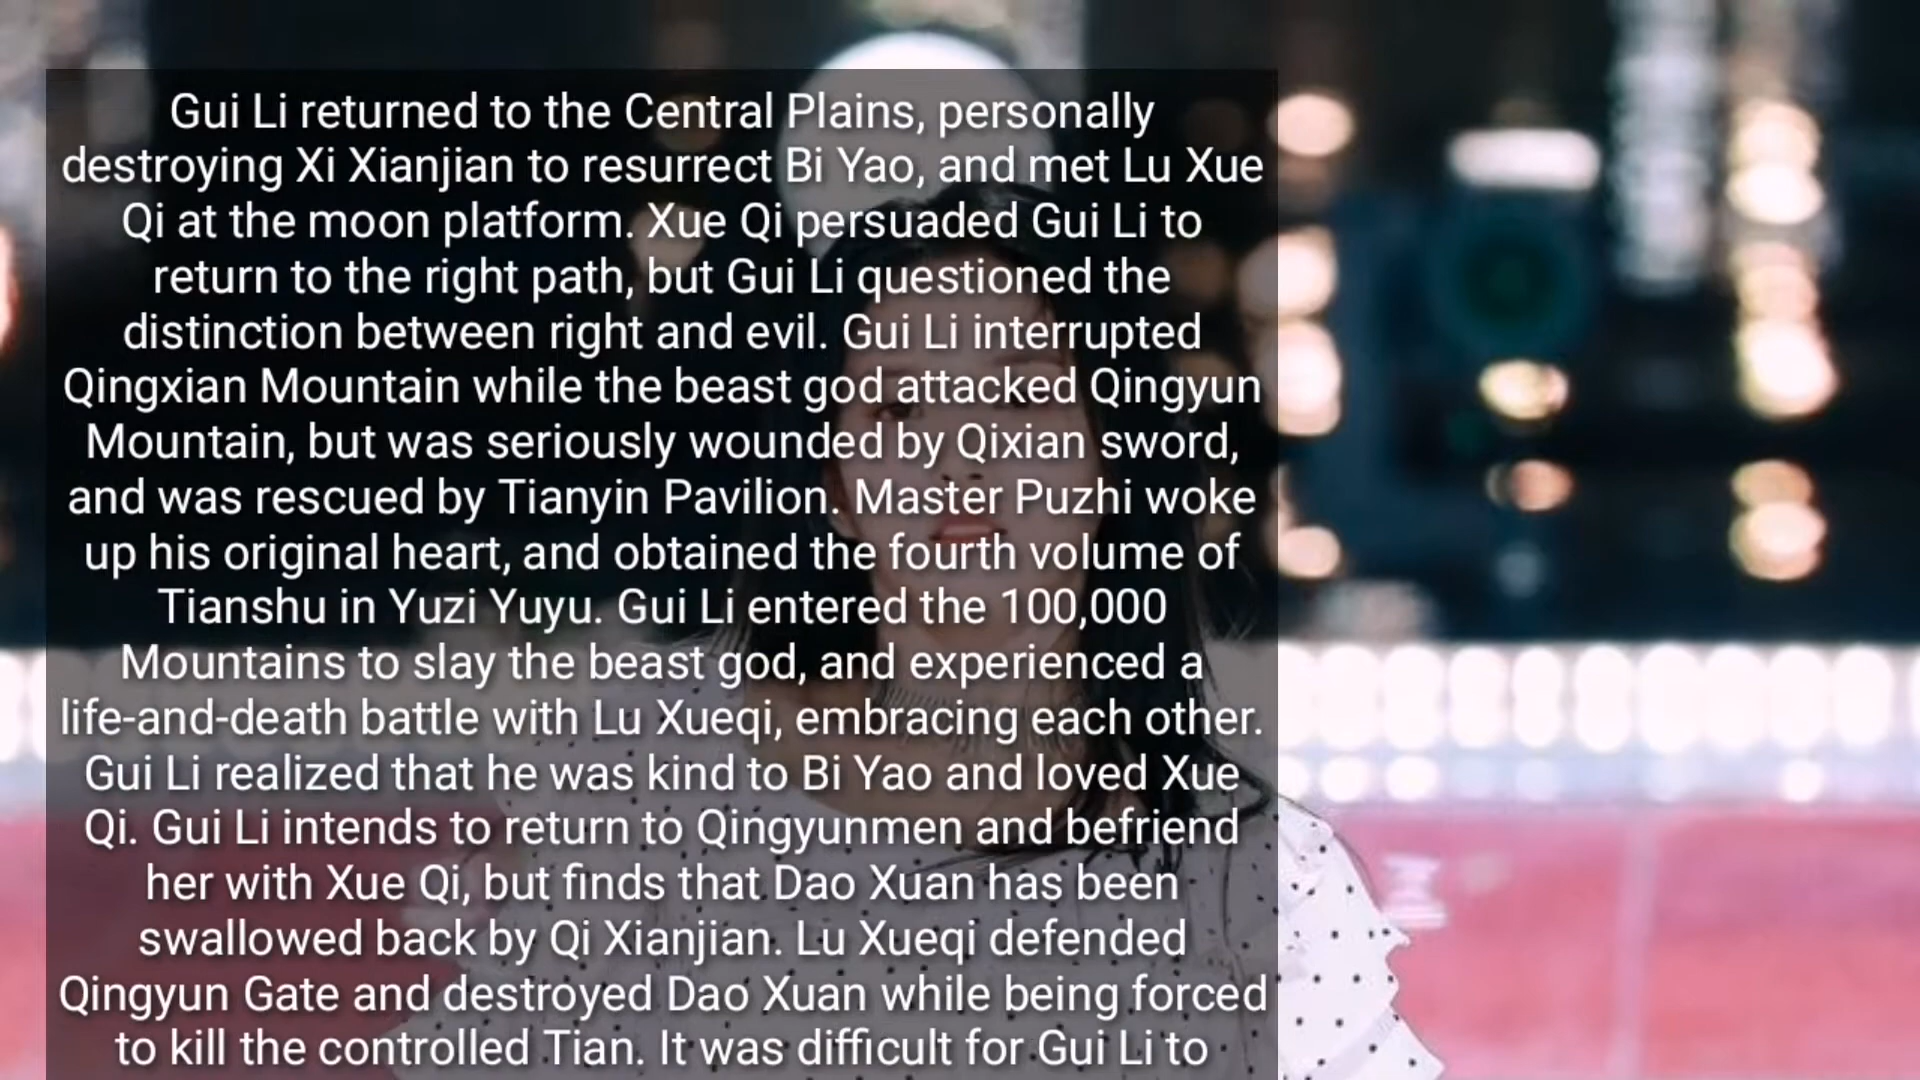 Gui Li returned to the Central Plains, personally
destroying Xi Xianjian to resurrect Bi Yao, and met Lu Xue
Qi at the moon platform. Xue Qi persuaded Gui Li to
return to the right path, but Gui Li questioned the
distinction between right and evil. Gui Li interrupted
Qingxian Mountain while the beast god attacked Qingyun
Mountain, but was seriously wounded by Qixian sword,
and was rescued by Tianyin Pavilion. Master Puzhi woke
up his original heart, and obtained the fourth volume of
Tianshu in Yuzi Yuyu. Gui Li entered the 100,000
Mountains to slay the beast god, and experienced a
life-and-death battle with Lu Xueqi, embracing each other.
Gui Li realized that he was kind to Bi Yao and loved Xue
Qi. Gui Li intends to return to Qingyunmen and befriend
her with Xue Qi, but finds that Dao Xuan has been
swallowed back by Qi Xianjian. Lu Xueqi defended
Qingyun Gate and destroyed Dao Xuan while being forced
to kill the controlled Tian. It was difficult for Gui Li to